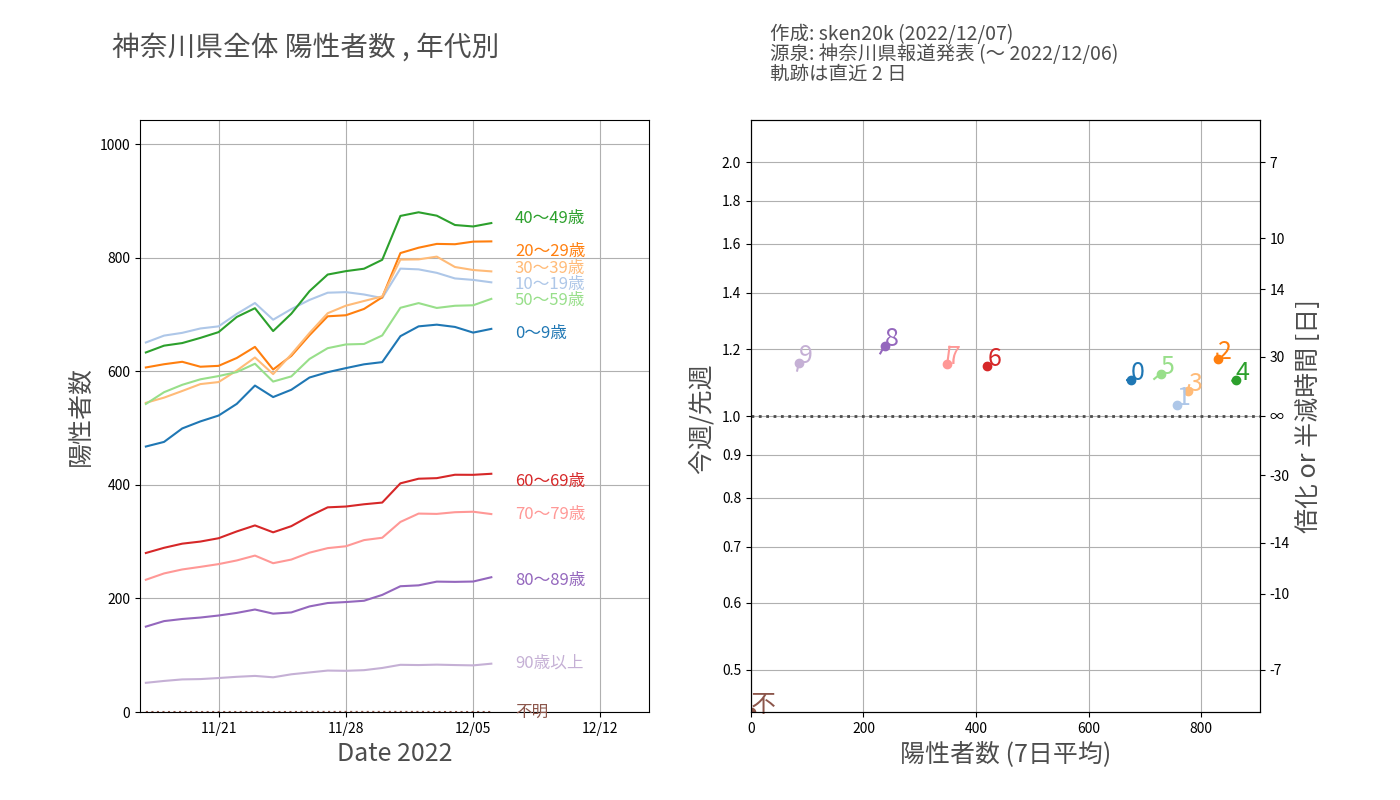 神奈川県全体 陽性者数 , 年代別
作成: sken20k (2022/12/07)
源泉: 神奈川県報道発表 (〜 2022/12/06)
軌跡は直近 2 日
陽性者数
1000
800
600
400
200
0
40〜49歳
20〜29歳
30〜39歳
10〜19歳
50〜59歳
0〜9歳
60〜69歳
70〜79歳
80〜89歳
90歳以上
不明
11/21
11/28
12/05
12/12
Date 2022
今週/先週
2.0
1.8
1.6
1.4
1.2
1.0
0.9
0.8
0.7
0.6
0.5
9
8
7
6
0
5
1
3
2
4
不
7
10
14
30
∞
-30
-14
-10
-7
倍化 or 半減時間 [日]
0
200
400
600
800
陽性者数 (7日平均)